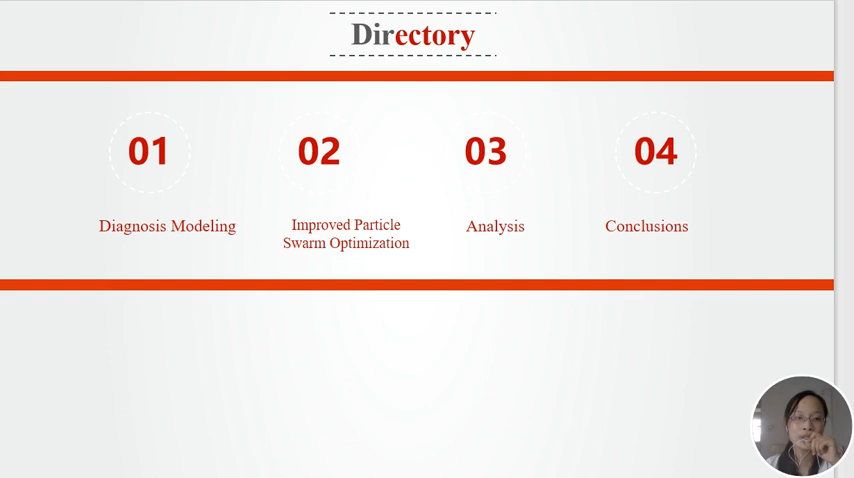 Directory
01
02
03
04
Diagnosis Modeling
Improved Particle
Swarm Optimization
Analysis
Conclusions